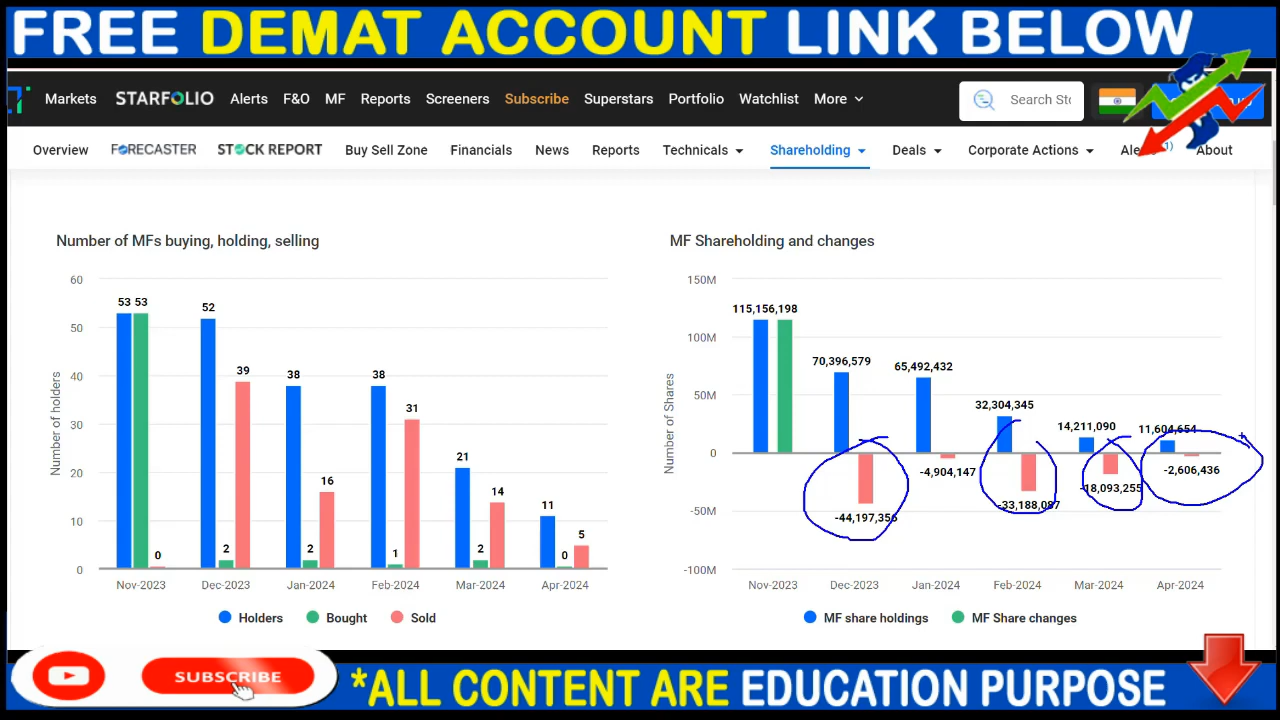 FREE DEMAT ACCOUNT LINK BELOW
Markets STARFOLIO Alerts F&O MF Reports Screeners Subscribe Superstars Portfolio Watchlist More
Overview FORECASTER STOCK REPORT Buy Sell Zone Financials News Reports Technicals Shareholding Deals Corporate Actions About
Number of MFs buying, holding, selling
Number of holders
60
50
40
30
20
10
0
53 53 0
52 2 39
38 2 16
38 1 31
21 2 14
11 0 5
Nov-2023 Dec-2023 Jan-2024 Feb-2024 Mar-2024 Apr-2024
Holders Bought Sold
MF Shareholding and changes
Number of Shares
150M
100M
50M
0
-50M
-100M
115,156,198
70,396,579
65,492,432
32,304,345
14,211,090
11,604,654
-44,197,356
-4,904,147
-33,188,087
-18,093,255
-2,606,436
Nov-2023 Dec-2023 Jan-2024 Feb-2024 Mar-2024 Apr-2024
MF share holdings MF Share changes
SUBSCRIBE
*ALL CONTENT ARE EDUCATION PURPOSE